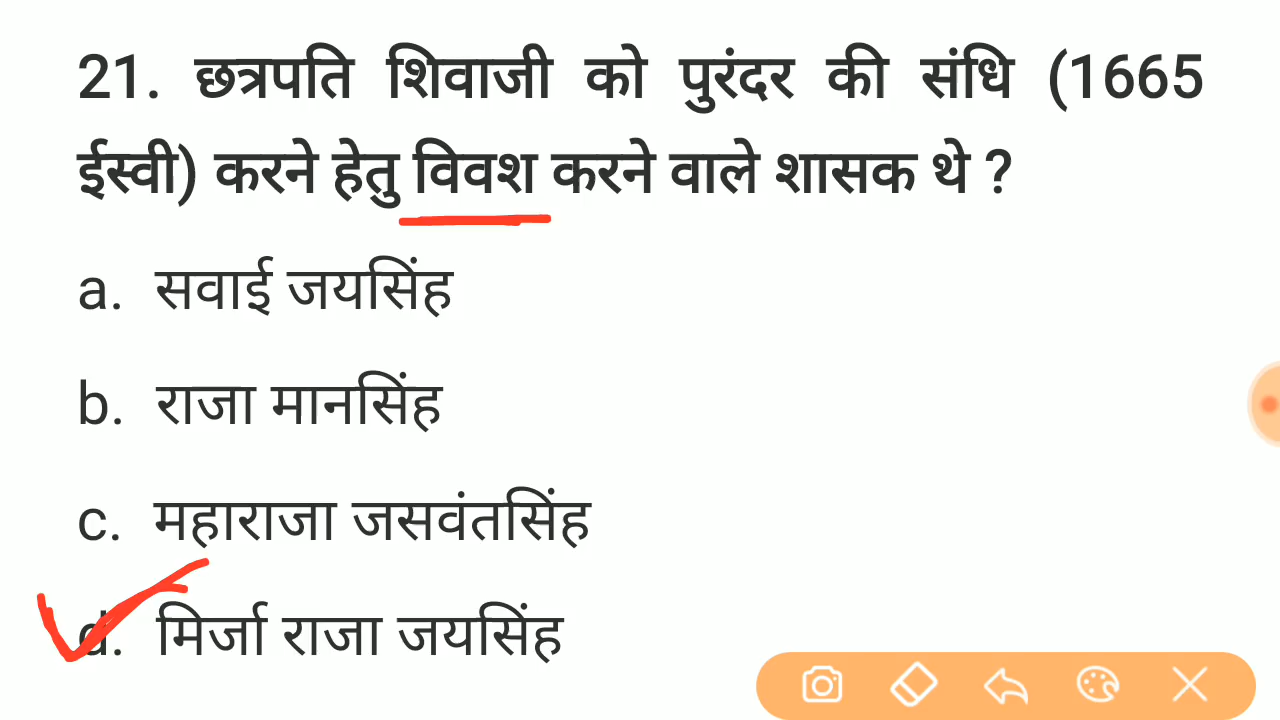 21. छत्रपति शिवाजी को पुरंदर की संधि (1665
ईस्वी) करने हेतु विवश करने वाले शासक थे ?
a. सवाई जयसिंह
b. राजा मानसिंह
c. महाराजा जसवंतसिंह
d. मिर्जा राजा जयसिंह